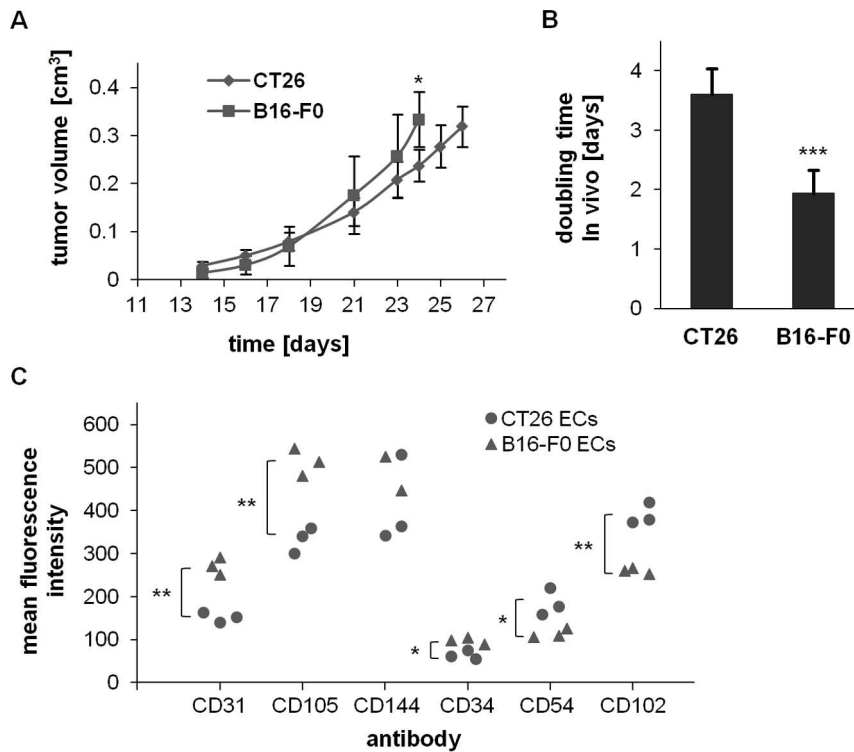 A
tumor volume [cm³]
0.4
0.3
0.2
0.1
0
CT26
B16-F0
*
11 13 15 17 19 21 23 25 27
time [days]
B
doubling time
In vivo [days]
4
3
2
1
0
***
CT26 B16-F0
C
mean fluorescence
intensity
600
500
400
300
200
100
0
CT26 ECs
B16-F0 ECs
**
**
*
*
**
CD31 CD105 CD144 CD34 CD54 CD102
antibody